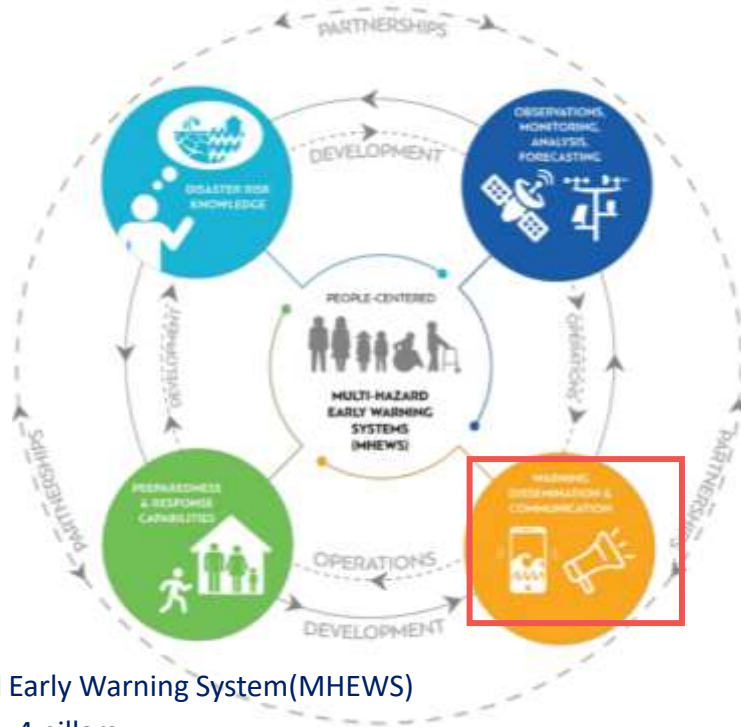 PARTNERSHIPS
OBSERVATIONS,
MONITORING,
ANALYSIS,
FORECASTING
DEVELOPMENT
DISASTER RISK
KNOWLEDGE
PEOPLE-CENTERED
DEVELOPMENT
OPERATIONS
MULTI-HAZARD
EARLY WARNING
SYSTEMS
(MHEWS)
PREPAREDNESS
& RESPONSE
CAPABILITIES
WARNING
DISSEMINATION &
COMMUNICATION
PARTNERSHIPS
PARTNERSHIPS
OPERATIONS
DEVELOPMENT
Early Warning System(MHEWS)
4 pillars